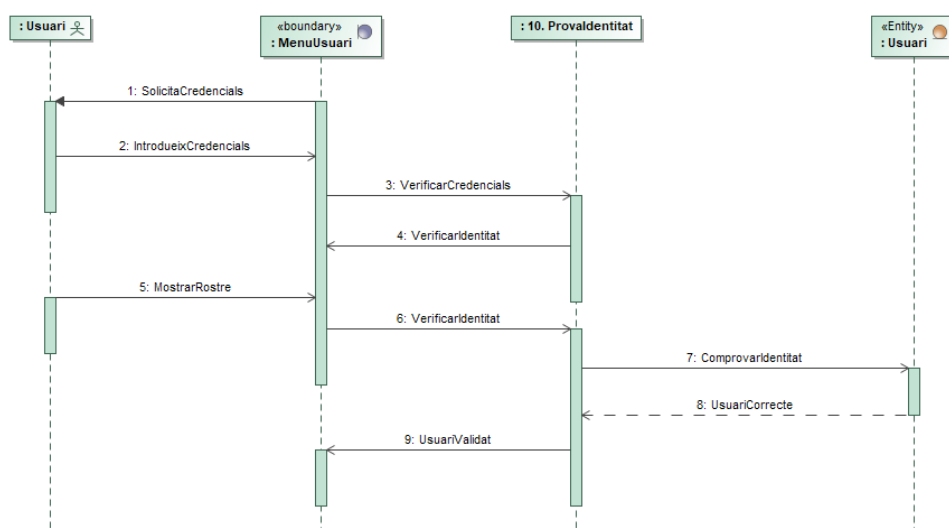 : Usuari
«boundary»
: MenuUsuari
: 10. ProvaIdentitat
«Entity»
: Usuari
1: SolicitaCredencials
2: IntrodueixCredencials
3: VerificarCredencials
4: VerificarIdentitat
5: MostrarRostre
6: VerificarIdentitat
7: ComprovarIdentitat
8: UsuariCorrecte
9: UsuariValidat